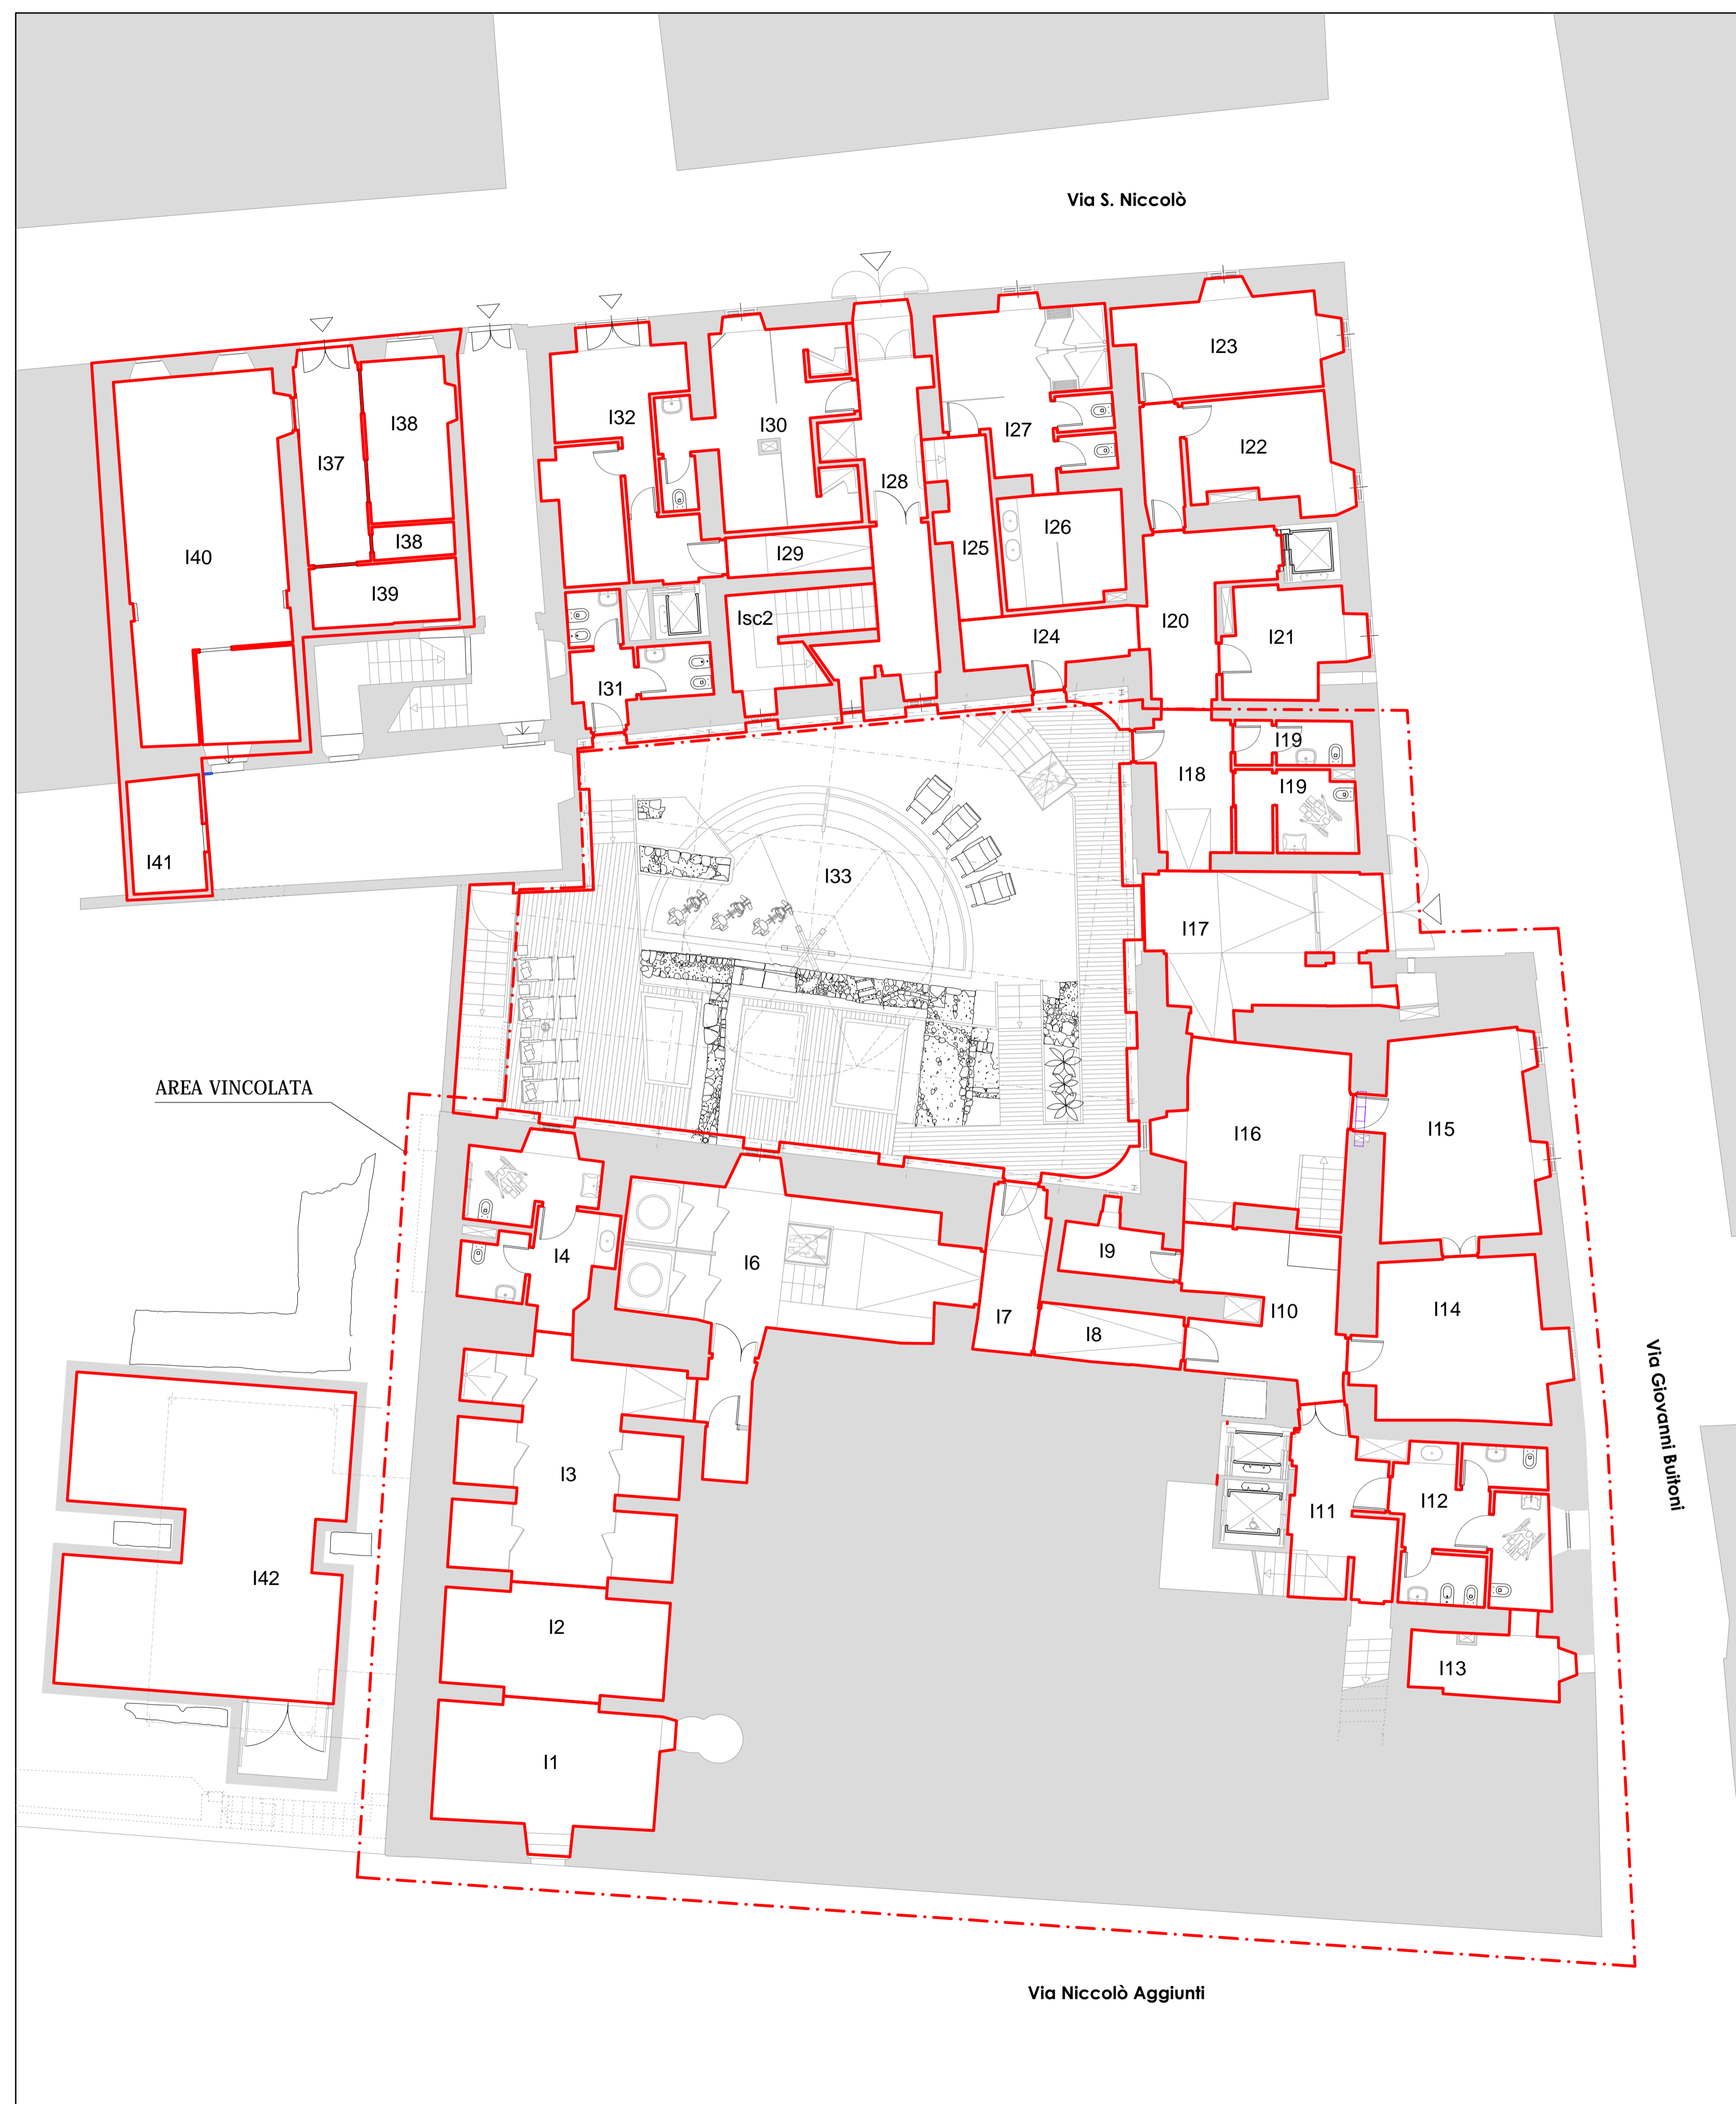 Via S. Niccolò
I23
I38
I32
I30
I27
I22
I37
I28
I38
I40
I29
I25
I26
I39
Isc2
I24
I20
I21
I31
I19
I18
I19
I41
I33
I17
AREA VINCOLATA
I16
I15
I4
I6
I9
I7
I8
I10
I14
Via Giovanni Buitoni
I3
I12
I11
I42
I2
I13
I1
Via Niccolò Aggiunti